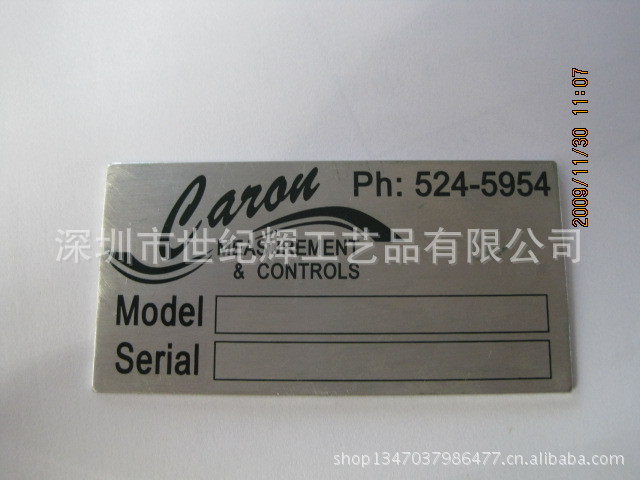 2009/11/30 11:07
Caron Ph: 524-5954
深圳市世纪辉工艺品有限公司
MEASUREMENT
& CONTROLS
Model
Serial
shop1347037986477.cn.alibaba.com